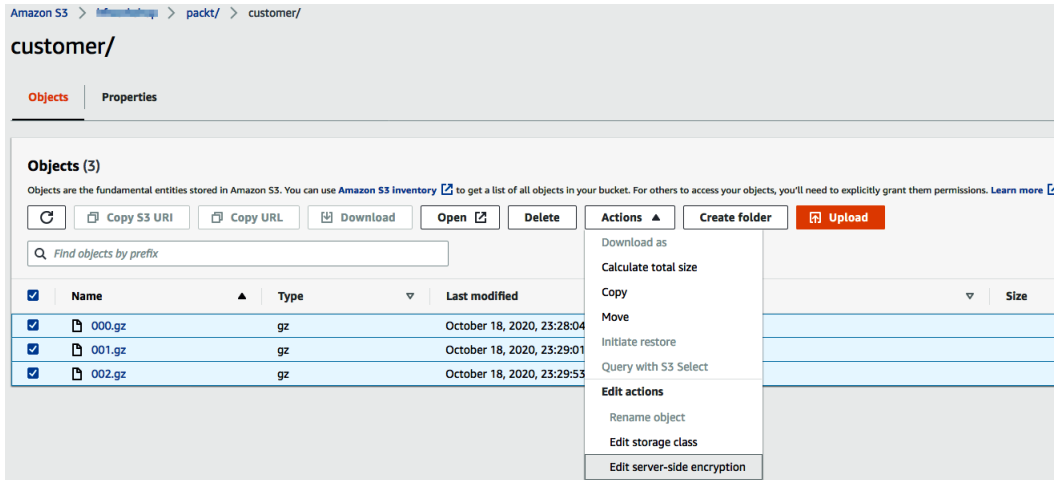 Amazon S3 > > packt/ > customer/
customer/
Objects Properties
Objects (3)
Objects are the fundamental entities stored in Amazon S3. You can use Amazon S3 inventory to get a list of all objects in your bucket. For others to access your objects, you'll need to explicitly grant them permissions. Learn more
Copy S3 URI Copy URL Download Open Delete Actions Create folder Upload
Download as
Find objects by prefix
Calculate total size
Name Type Last modified Copy Size
Move
000.gz gz October 18, 2020, 23:28:04
Initiate restore
001.gz gz October 18, 2020, 23:29:01
Query with S3 Select
002.gz gz October 18, 2020, 23:29:53
Edit actions
Rename object
Edit storage class
Edit server-side encryption